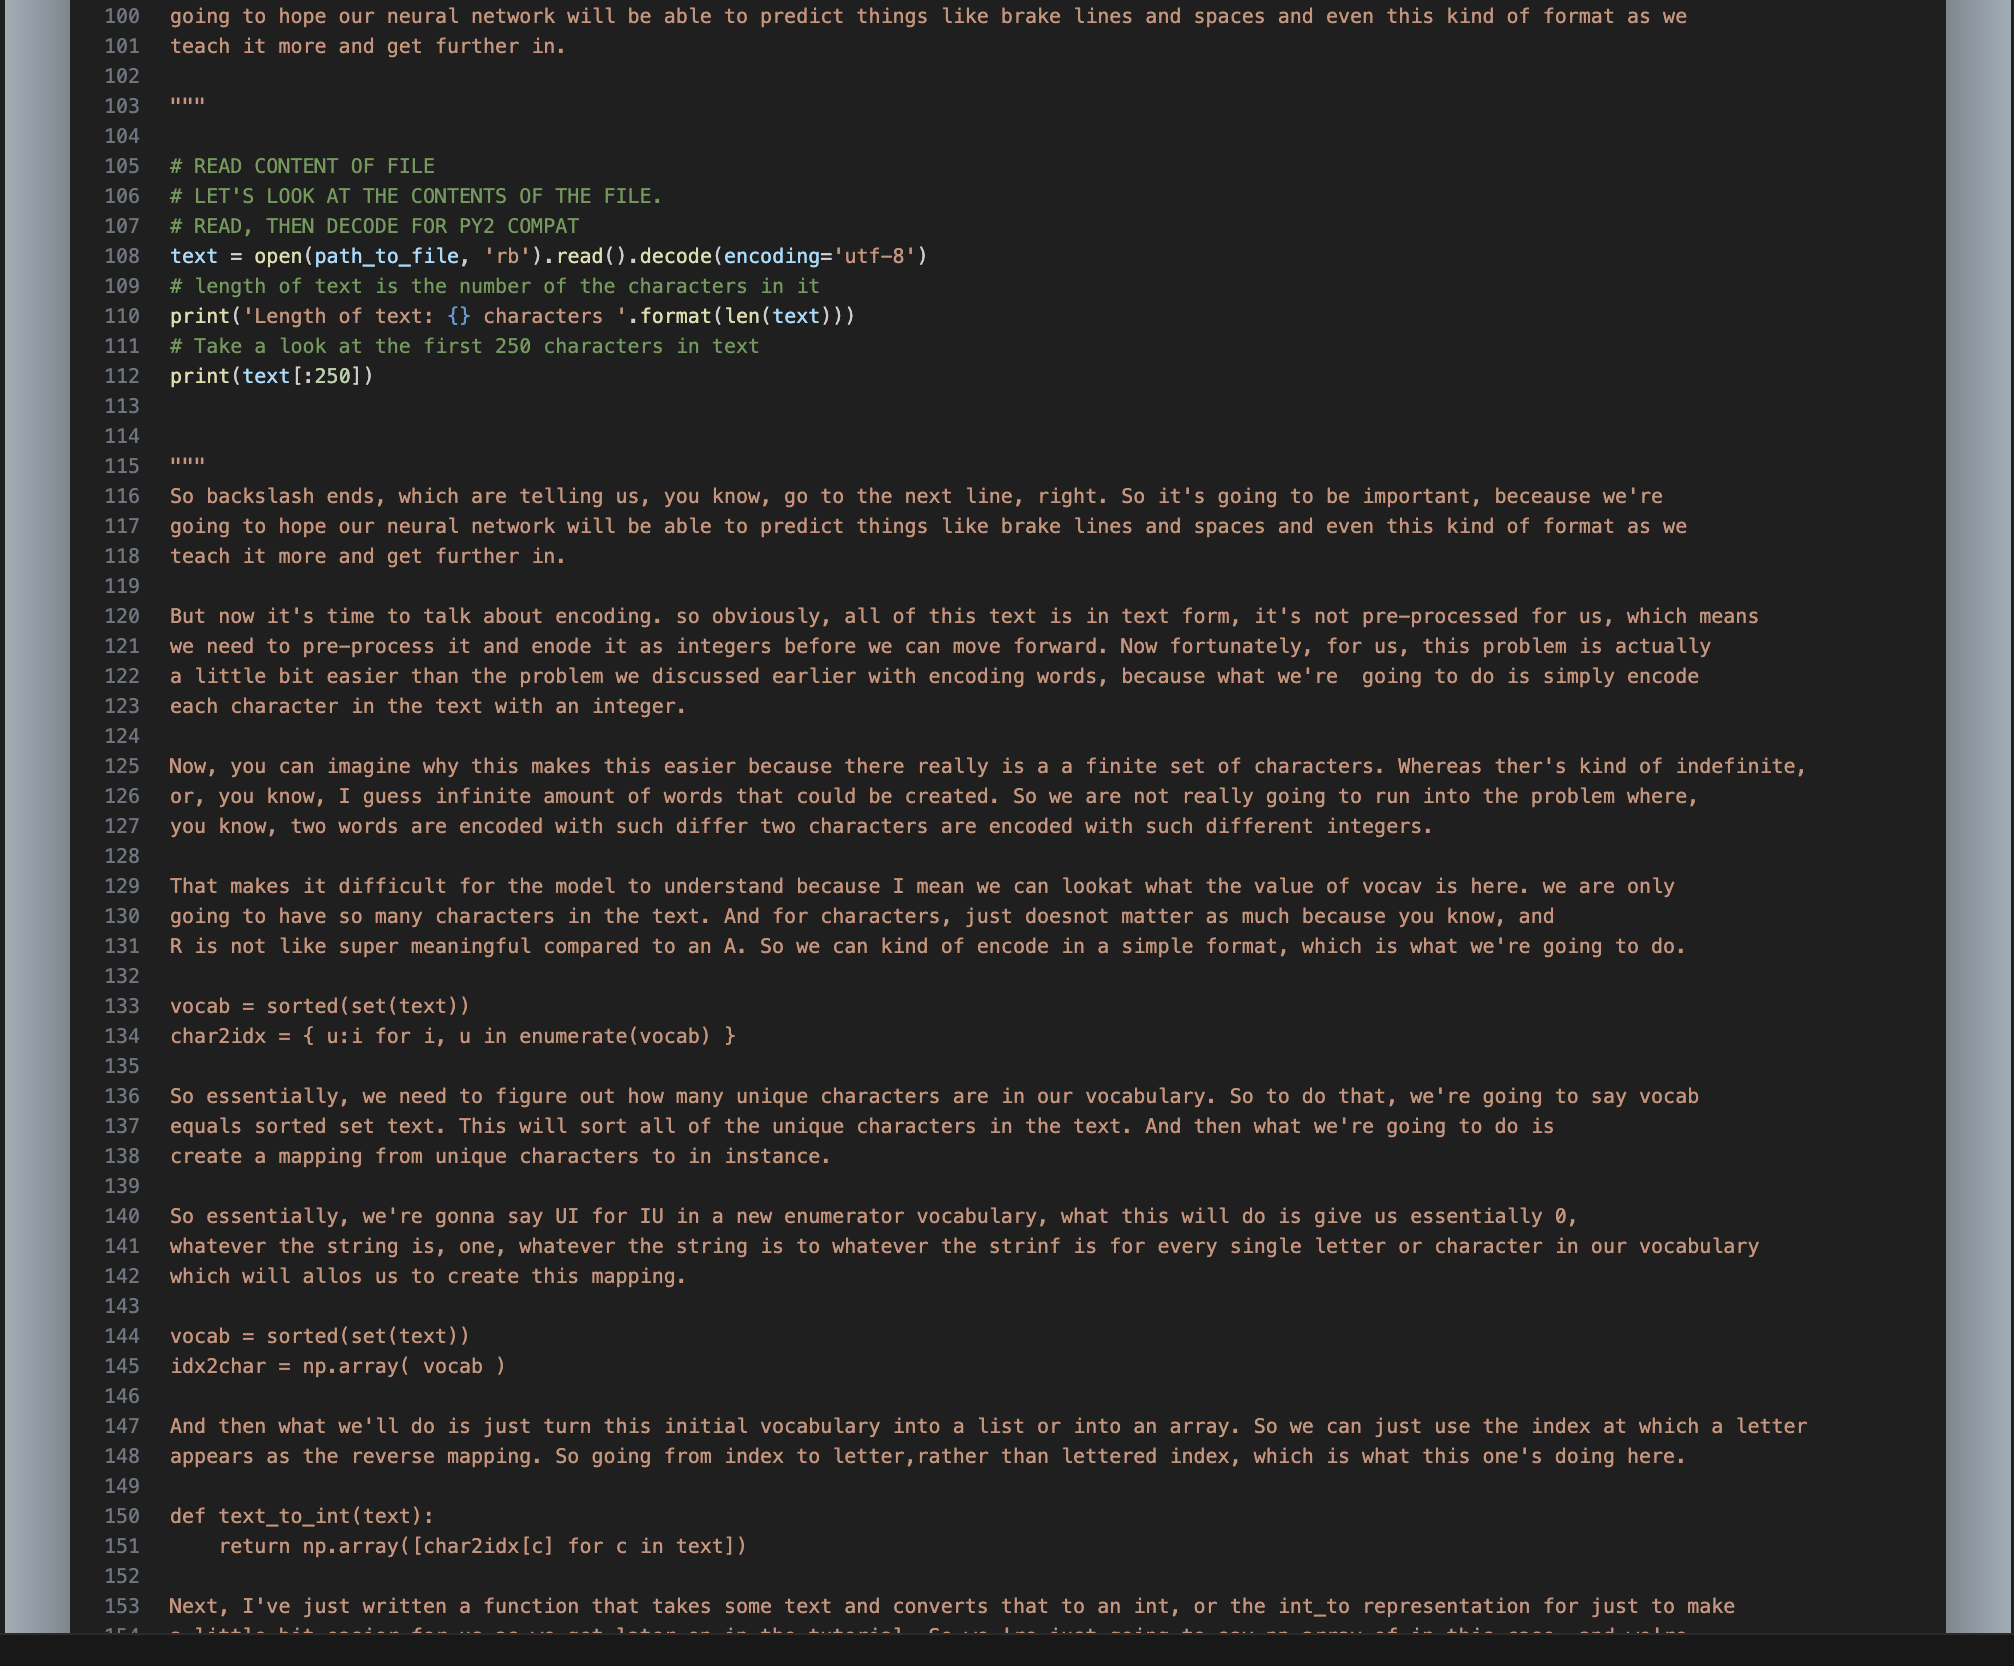 100 going to hope our neural network will be able to predict things like brake lines and spaces and even this kind of format as we
101 teach it more and get further in.
102
103 """
104
105 # READ CONTENT OF FILE
106 # LET'S LOOK AT THE CONTENTS OF THE FILE.
107 # READ, THEN DECODE FOR PY2 COMPAT
108 text = open(path_to_file, 'rb').read().decode(encoding='utf-8')
109 # length of text is the number of the characters in it
110 print('Length of text: {} characters '.format(len(text)))
111 # Take a look at the first 250 characters in text
112 print(text[:250])
113
114
115 """
116 So backslash ends, which are telling us, you know, go to the next line, right. So it's going to be important, beceause we're
117 going to hope our neural network will be able to predict things like brake lines and spaces and even this kind of format as we
118 teach it more and get further in.
119
120 But now it's time to talk about encoding. so obviously, all of this text is in text form, it's not pre-processed for us, which means
121 we need to pre-process it and enode it as integers before we can move forward. Now fortunately, for us, this problem is actually
122 a little bit easier than the problem we discussed earlier with encoding words, because what we're  going to do is simply encode
123 each character in the text with an integer.
124
125 Now, you can imagine why this makes this easier because there really is a a finite set of characters. Whereas ther's kind of indefinite,
126 or, you know, I guess infinite amount of words that could be created. So we are not really going to run into the problem where,
127 you know, two words are encoded with such differ two characters are encoded with such different integers.
128
129 That makes it difficult for the model to understand because I mean we can lookat what the value of vocav is here. we are only
130 going to have so many characters in the text. And for characters, just doesnot matter as much because you know, and
131 R is not like super meaningful compared to an A. So we can kind of encode in a simple format, which is what we're going to do.
132
133 vocab = sorted(set(text))
134 char2idx = { u:i for i, u in enumerate(vocab) }
135
136 So essentially, we need to figure out how many unique characters are in our vocabulary. So to do that, we're going to say vocab
137 equals sorted set text. This will sort all of the unique characters in the text. And then what we're going to do is
138 create a mapping from unique characters to in instance.
139
140 So essentially, we're gonna say UI for IU in a new enumerator vocabulary, what this will do is give us essentially 0,
141 whatever the string is, one, whatever the string is to whatever the strinf is for every single letter or character in our vocabulary
142 which will allos us to create this mapping.
143
144 vocab = sorted(set(text))
145 idx2char = np.array( vocab )
146
147 And then what we'll do is just turn this initial vocabulary into a list or into an array. So we can just use the index at which a letter
148 appears as the reverse mapping. So going from index to letter,rather than lettered index, which is what this one's doing here.
149
150 def text_to_int(text):
151     return np.array([char2idx[c] for c in text])
152
153 Next, I've just written a function that takes some text and converts that to an int, or the int_to representation for just to make